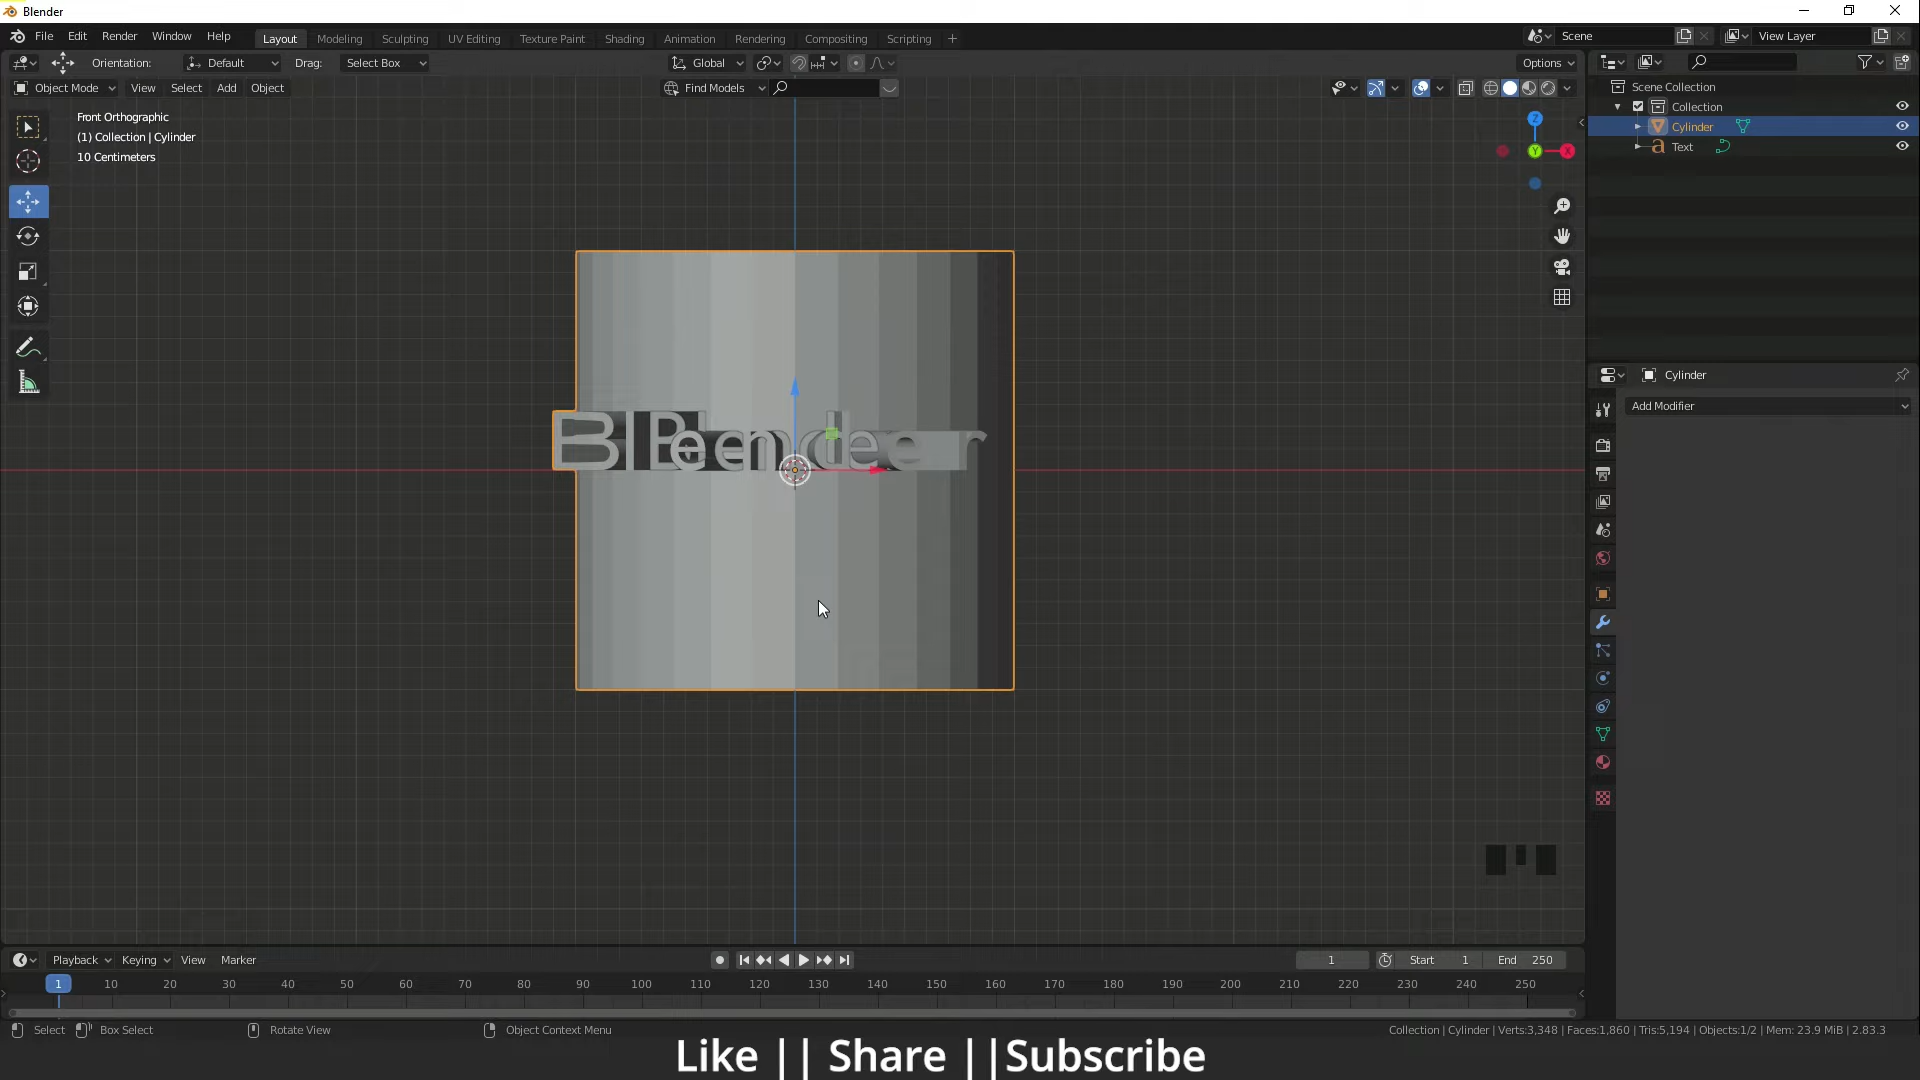 Blender
File Edit Render Window Help Layout Modeling Sculpting UV Editing Texture Paint Shading Animation Rendering Compositing Scripting + Scene View Layer
Orientation: Default Drag: Select Box Global Options
Object Mode View Select Add Object Find Models
Front Orthographic
(1) Collection | Cylinder
10 Centimeters
Z
Y
X
Scene Collection
Collection
Cylinder
Text
Cylinder
Add Modifier
Playback Keying View Marker 1 Start 1 End 250
1 10 20 30 40 50 60 70 80 90 100 110 120 130 140 150 160 170 180 190 200 210 220 230 240 250
Select Box Select Rotate View Object Context Menu Collection | Cylinder | Verts:3,348 | Faces:1,860 | Tris:5,194 | Objects:1/2 | Mem: 23.9 MiB | 2.83.3
Like || Share ||Subscribe